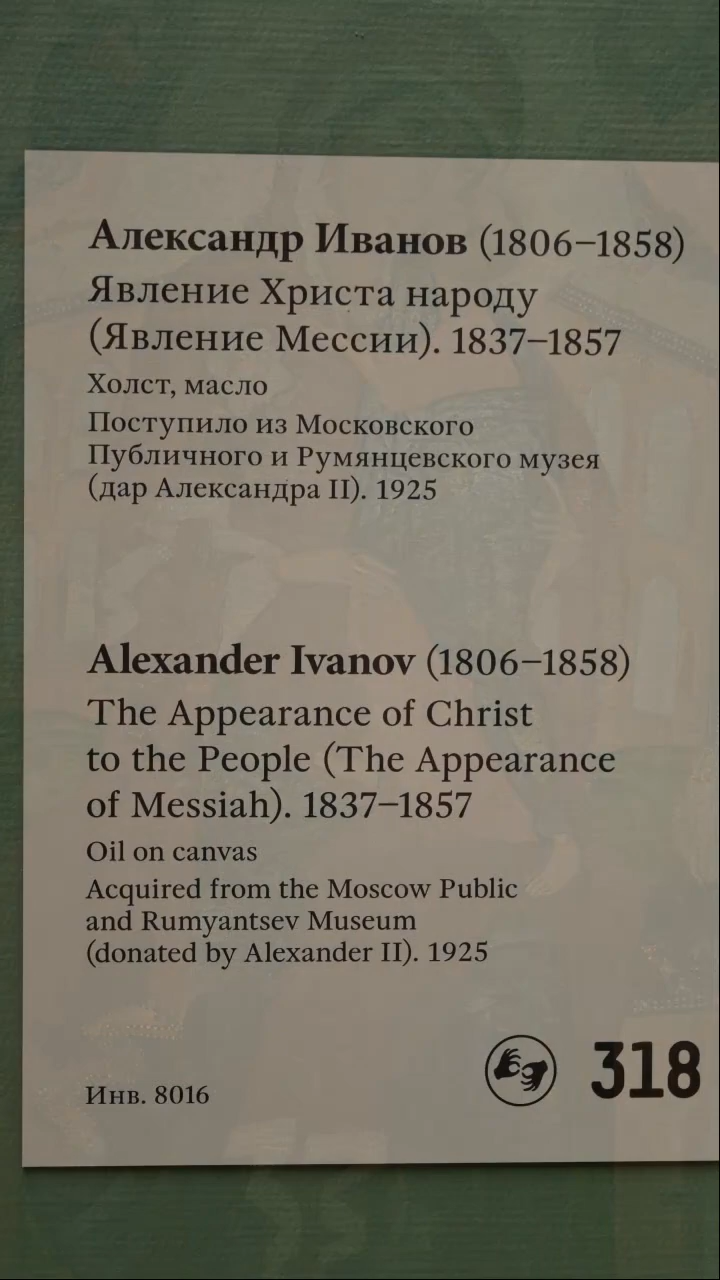 Александр Иванов (1806–1858)
Явление Христа народу
(Явление Мессии). 1837–1857
Холст, масло
Поступило из Московского
Публичного и Румянцевского музея
(дар Александра II). 1925
Alexander Ivanov (1806–1858)
The Appearance of Christ
to the People (The Appearance
of Messiah). 1837–1857
Oil on canvas
Acquired from the Moscow Public
and Rumyantsev Museum
(donated by Alexander II). 1925
Инв. 8016
318